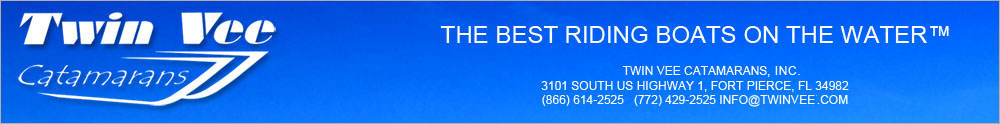 Twin Vee
Catamarans
THE BEST RIDING BOATS ON THE WATER™
TWIN VEE CATAMARANS, INC.
3101 SOUTH US HIGHWAY 1, FORT PIERCE, FL 34982
(866) 614-2525 (772) 429-2525 INFO@TWINVEE.COM